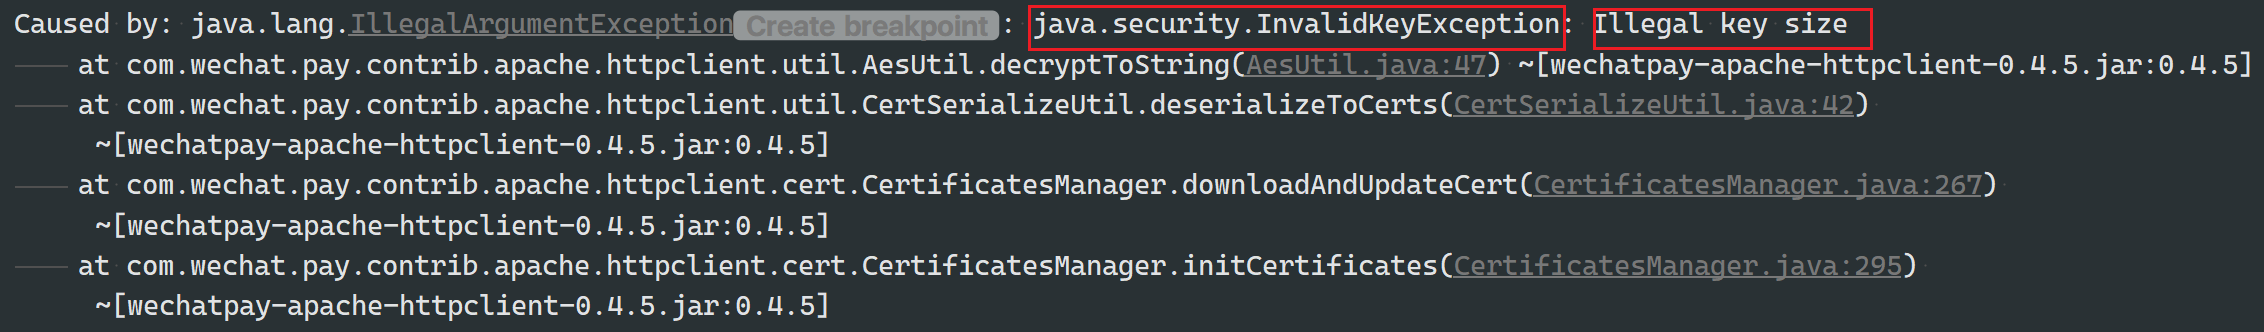 Caused by: java.lang.IllegalArgumentException Create breakpoint : java.security.InvalidKeyException: Illegal key size
at com.wechat.pay.contrib.apache.httpclient.util.AesUtil.decryptToString(AesUtil.java:47) ~[wechatpay-apache-httpclient-0.4.5.jar:0.4.5]
at com.wechat.pay.contrib.apache.httpclient.util.CertSerializeUtil.deserializeToCerts(CertSerializeUtil.java:42)
~[wechatpay-apache-httpclient-0.4.5.jar:0.4.5]
at com.wechat.pay.contrib.apache.httpclient.cert.CertificatesManager.downloadAndUpdateCert(CertificatesManager.java:267)
~[wechatpay-apache-httpclient-0.4.5.jar:0.4.5]
at com.wechat.pay.contrib.apache.httpclient.cert.CertificatesManager.initCertificates(CertificatesManager.java:295)
~[wechatpay-apache-httpclient-0.4.5.jar:0.4.5]